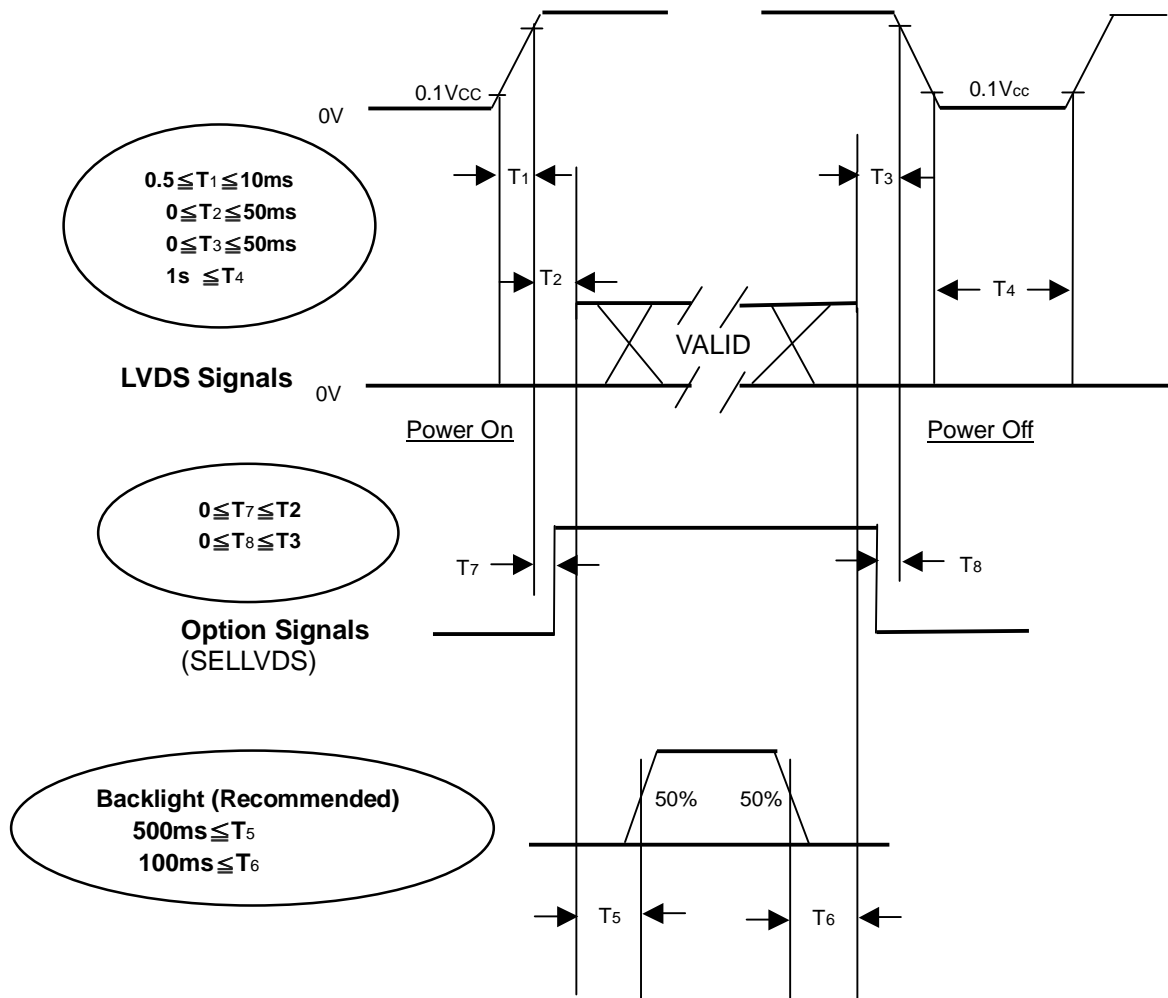 0.1VCC
0.1Vcc
0V
0.5≦T1≦10ms
0≦T2≦50ms
0≦T3≦50ms
1s ≦T4
T1
T3
T2
T4
VALID
LVDS Signals
0V
Power On
Power Off
0≦T7≦T2
0≦T8≦T3
T7
T8
Option Signals
(SELLVDS)
Backlight (Recommended)
500ms≦T5
100ms≦T6
50%
50%
T5
T6